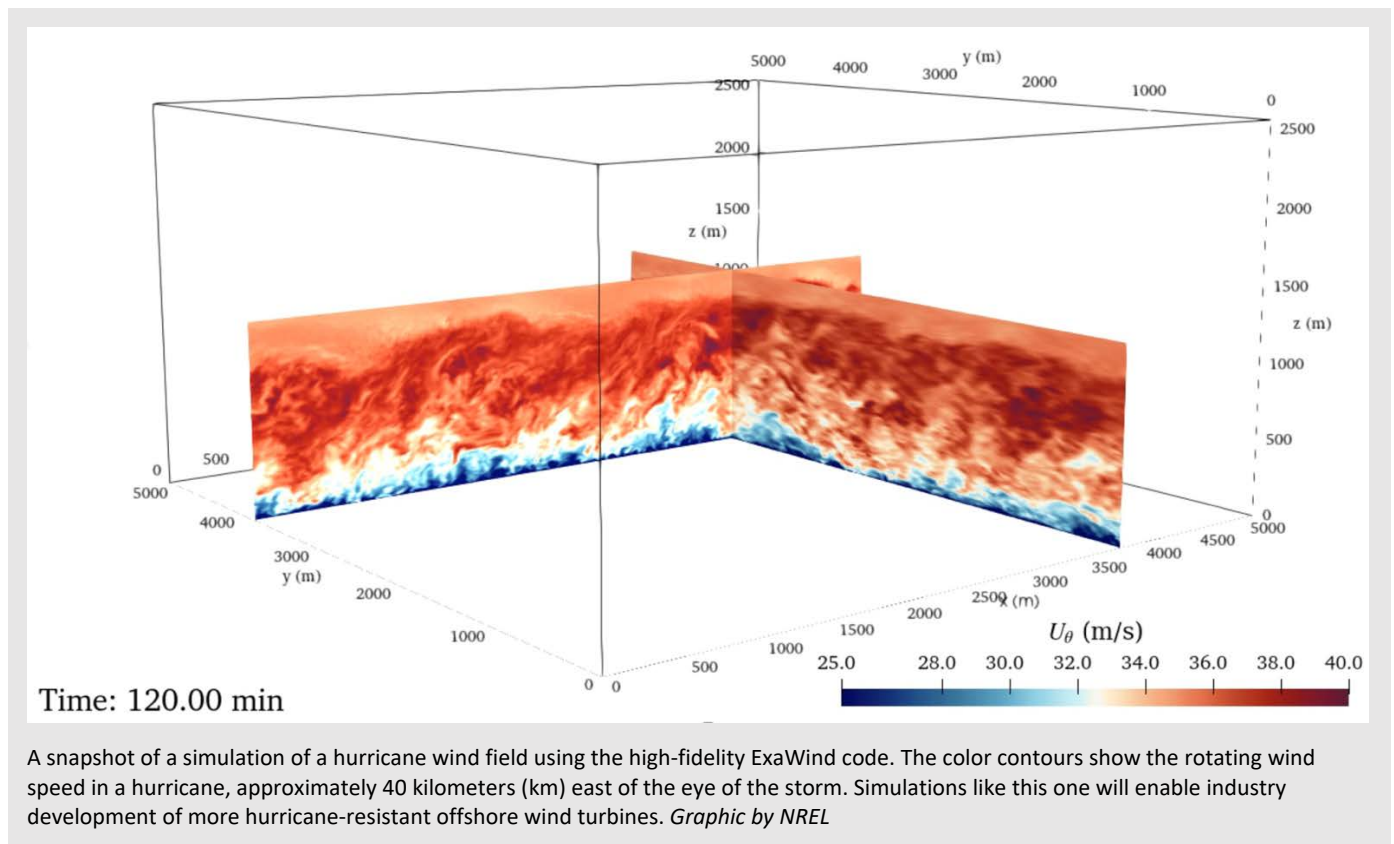 5000 4000 3000 y (m) 2000 1000 0
2500 2500
2000 2000
1500
z (m)
1000
1500
z (m)
1000
500
0
5000
0 500
5000
4000
3000
y (m)
2000
1000
0 0
500
1000
1500
2000
2500 x (m)
3000
3500
4000
4500
Time: 120.00 min
Uθ (m/s)
25.0 28.0 30.0 32.0 34.0 36.0 38.0 40.0
A snapshot of a simulation of a hurricane wind field using the high-fidelity ExaWind code. The color contours show the rotating wind
speed in a hurricane, approximately 40 kilometers (km) east of the eye of the storm. Simulations like this one will enable industry
development of more hurricane-resistant offshore wind turbines. Graphic by NREL